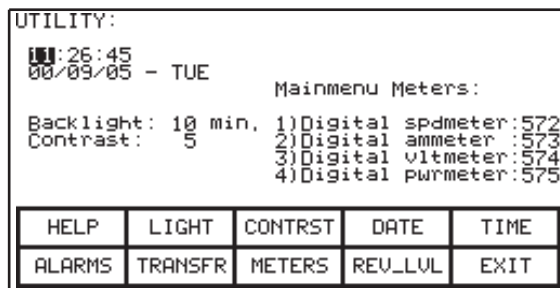 UTILITY:
11:26:45
00/09/05 - TUE
Mainmenu Meters:
Backlight: 10 min, 1)Digital spdmeter:572
Contrast: 5 2)Digital ammeter :573
3)Digital vltmeter:574
4)Digital pwrmeter:575
HELP LIGHT CONTRST DATE TIME
ALARMS TRANSFR METERS REV_LVL EXIT